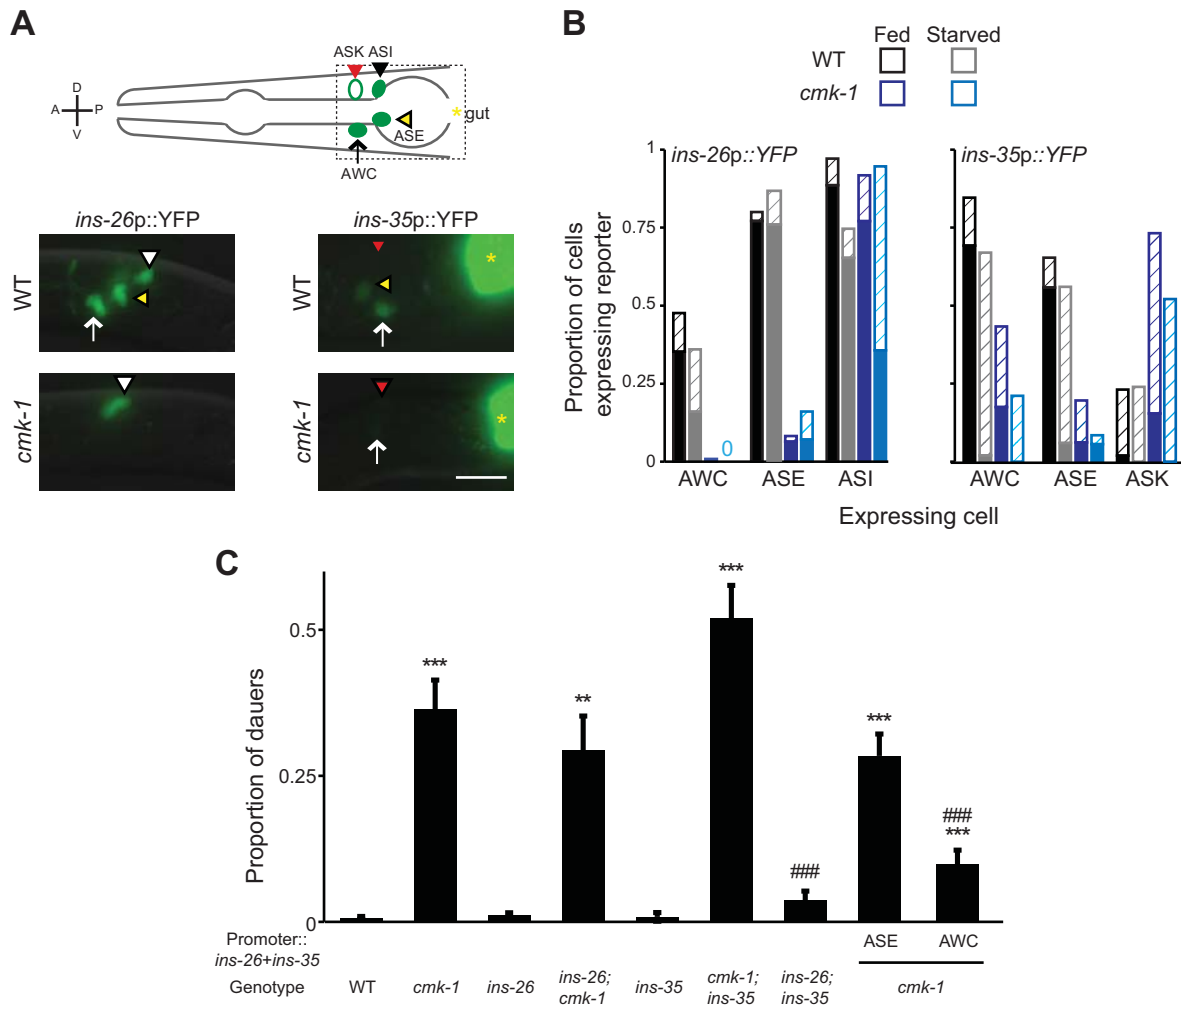 A
ASK ASI
D
A P
V
* gut
ASE
AWC
ins-26p::YFP
ins-35p::YFP
WT
*
cmk-1
*
B
Fed Starved
WT
cmk-1
Proportion of cells
expressing reporter
1
0.75
0.5
0.25
0
ins-26p::YFP
0
AWC ASE ASI
ins-35p::YFP
AWC ASE ASK
Expressing cell
C
Proportion of dauers
0.5
0.25
0
***
**
***
###
***
###
***
Promoter::
ins-26+ins-35
ASE AWC
Genotype
WT
cmk-1
ins-26
ins-26;
cmk-1
ins-35
cmk-1;
ins-35
ins-26;
ins-35
cmk-1